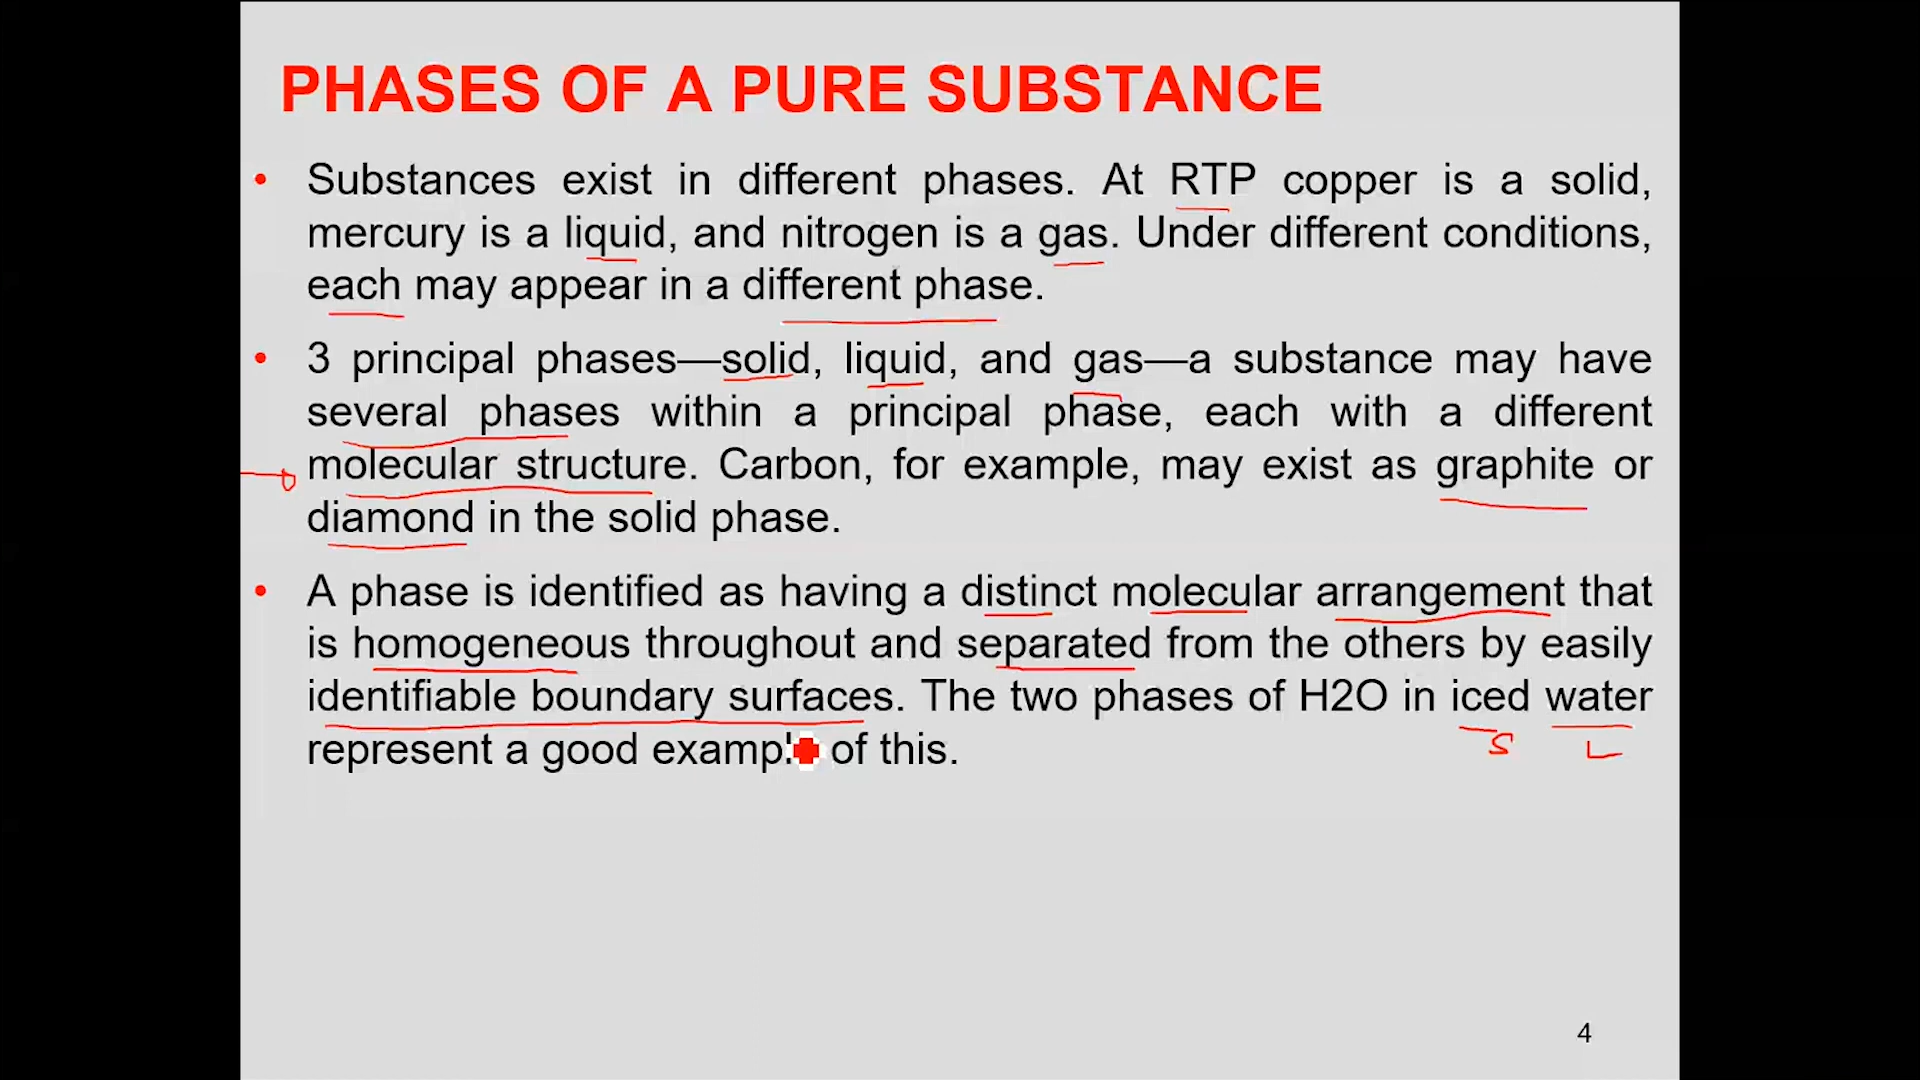 PHASES OF A PURE SUBSTANCE
• Substances exist in different phases. At RTP copper is a solid,
mercury is a liquid, and nitrogen is a gas. Under different conditions,
each may appear in a different phase.
• 3 principal phases—solid, liquid, and gas—a substance may have
several phases within a principal phase, each with a different
molecular structure. Carbon, for example, may exist as graphite or
diamond in the solid phase.
• A phase is identified as having a distinct molecular arrangement that
is homogeneous throughout and separated from the others by easily
identifiable boundary surfaces. The two phases of H2O in iced water
represent a good example of this.
S L
4